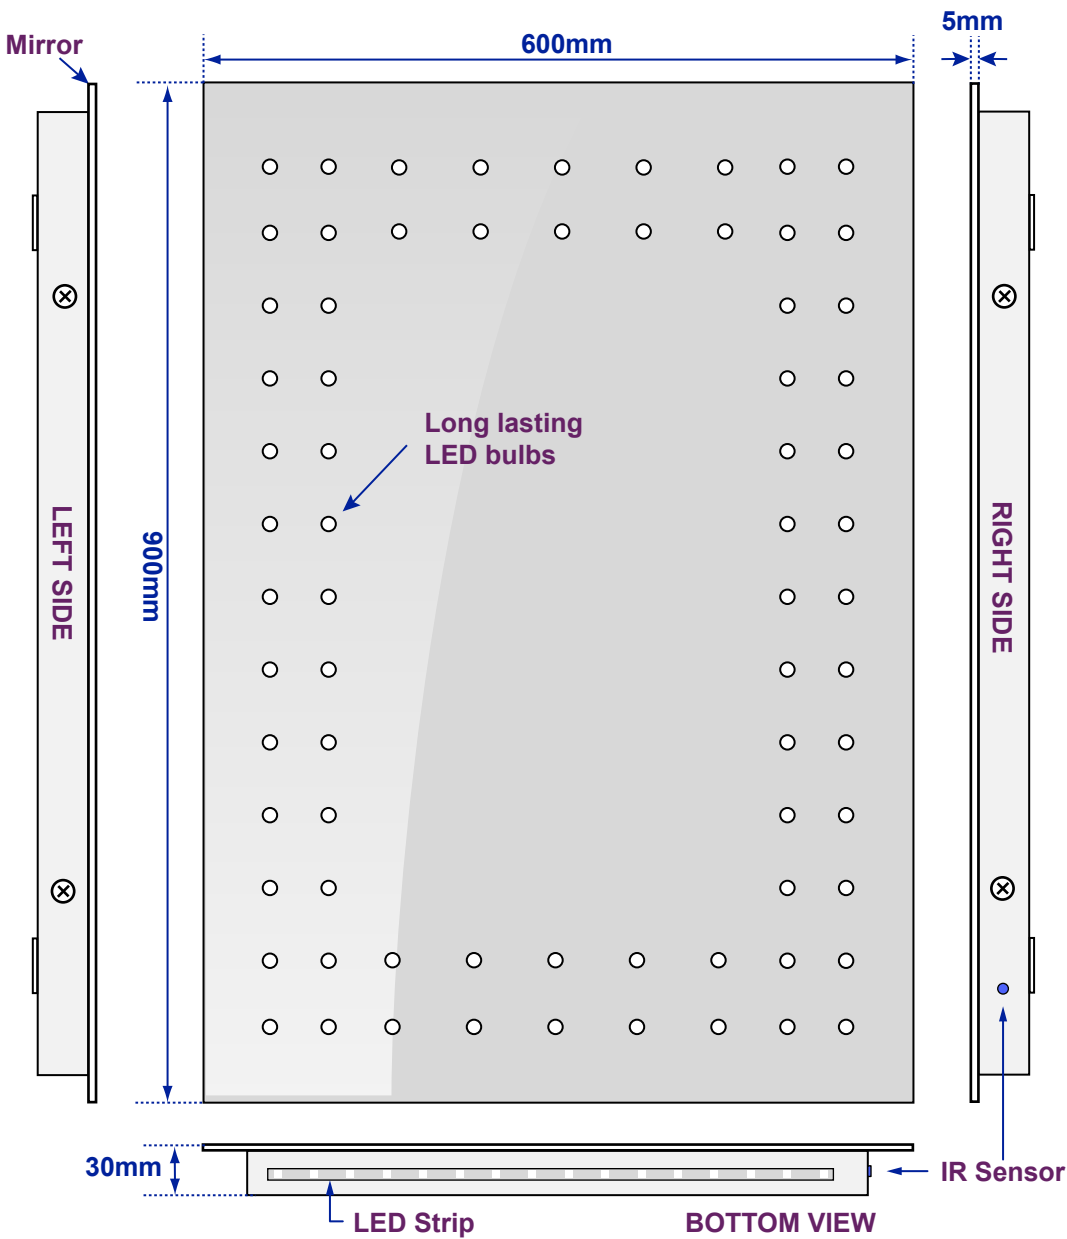 5mm
Mirror
600mm
Long lasting
LED bulbs
LEFT SIDE
900mm
RIGHT SIDE
30mm
IR Sensor
LED Strip
BOTTOM VIEW